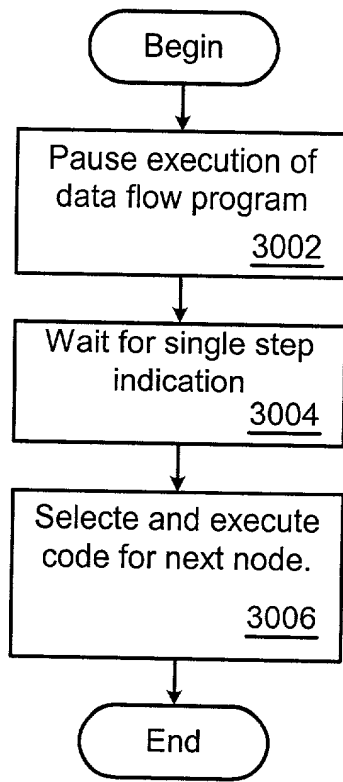 Begin
Pause execution of
data flow program
3002
Wait for single step
indication
3004
Selecte and execute
code for next node.
3006
End